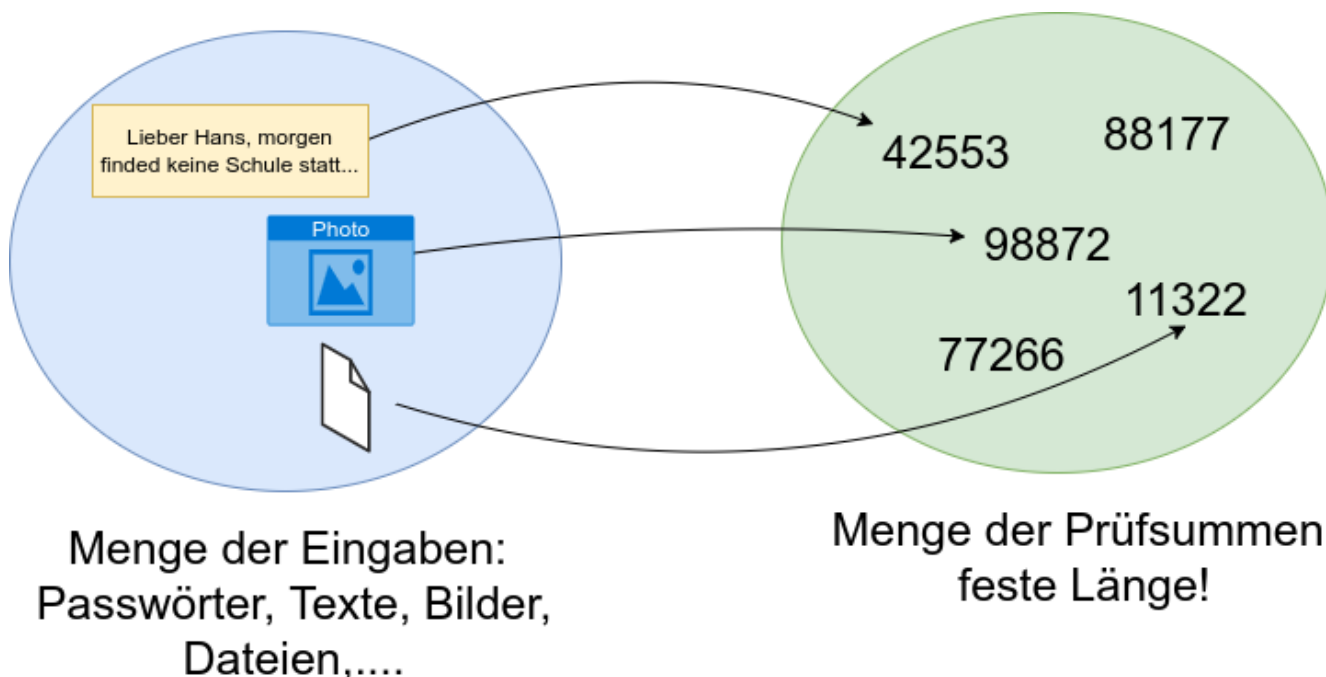 Lieber Hans, morgen
finded keine Schule statt...
Photo
42553
88177
98872
11322
77266
Menge der Eingaben:
Passwörter, Texte, Bilder,
Dateien,....
Menge der Prüfsummen
feste Länge!